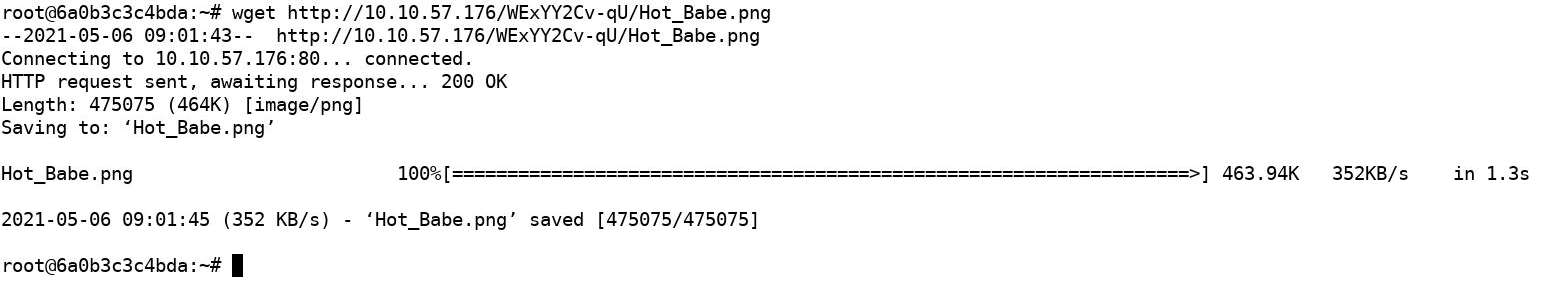 root@6a0b3c3c4bda:~# wget http://10.10.57.176/WExYY2Cv-qU/Hot_Babe.png
--2021-05-06 09:01:43--  http://10.10.57.176/WExYY2Cv-qU/Hot_Babe.png
Connecting to 10.10.57.176:80... connected.
HTTP request sent, awaiting response... 200 OK
Length: 475075 (464K) [image/png]
Saving to: ‘Hot_Babe.png’
Hot_Babe.png                        100%[===================================================================>] 463.94K   352KB/s    in 1.3s
2021-05-06 09:01:45 (352 KB/s) - ‘Hot_Babe.png’ saved [475075/475075]
root@6a0b3c3c4bda:~#